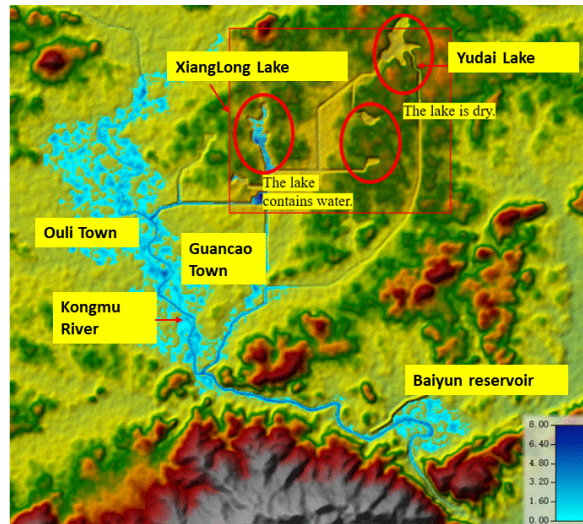 XiangLong Lake
Yudai Lake
The lake is dry.
The lake
contains water.
Ouli Town
Guancao
Town
Kongmu
River
Baiyun reservoir
8.00
6.40
4.80
3.20
1.60
0.00